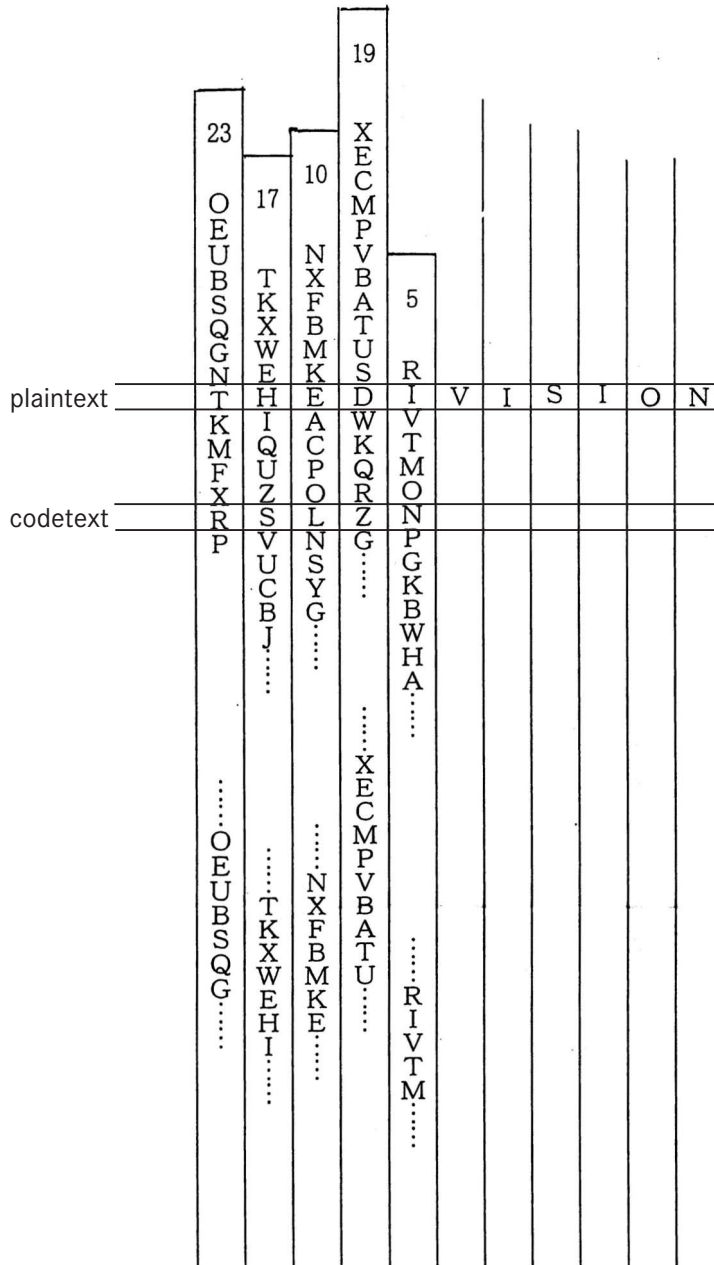 23
OEUBSQGNTKMFXRP
......OEUBSQG......
17
TKXWEHIQUZSVUCBJ......
......TKXWEHI......
10
NXFBMKEACPOLNSYG......
......NXFBMKE......
19
XECMPVBATUSDWKQRZG......
......XECMPVBATU......
5
RIVTMONPGKBWHA......
......RIVTM......
V I S I O N
plaintext
codetext